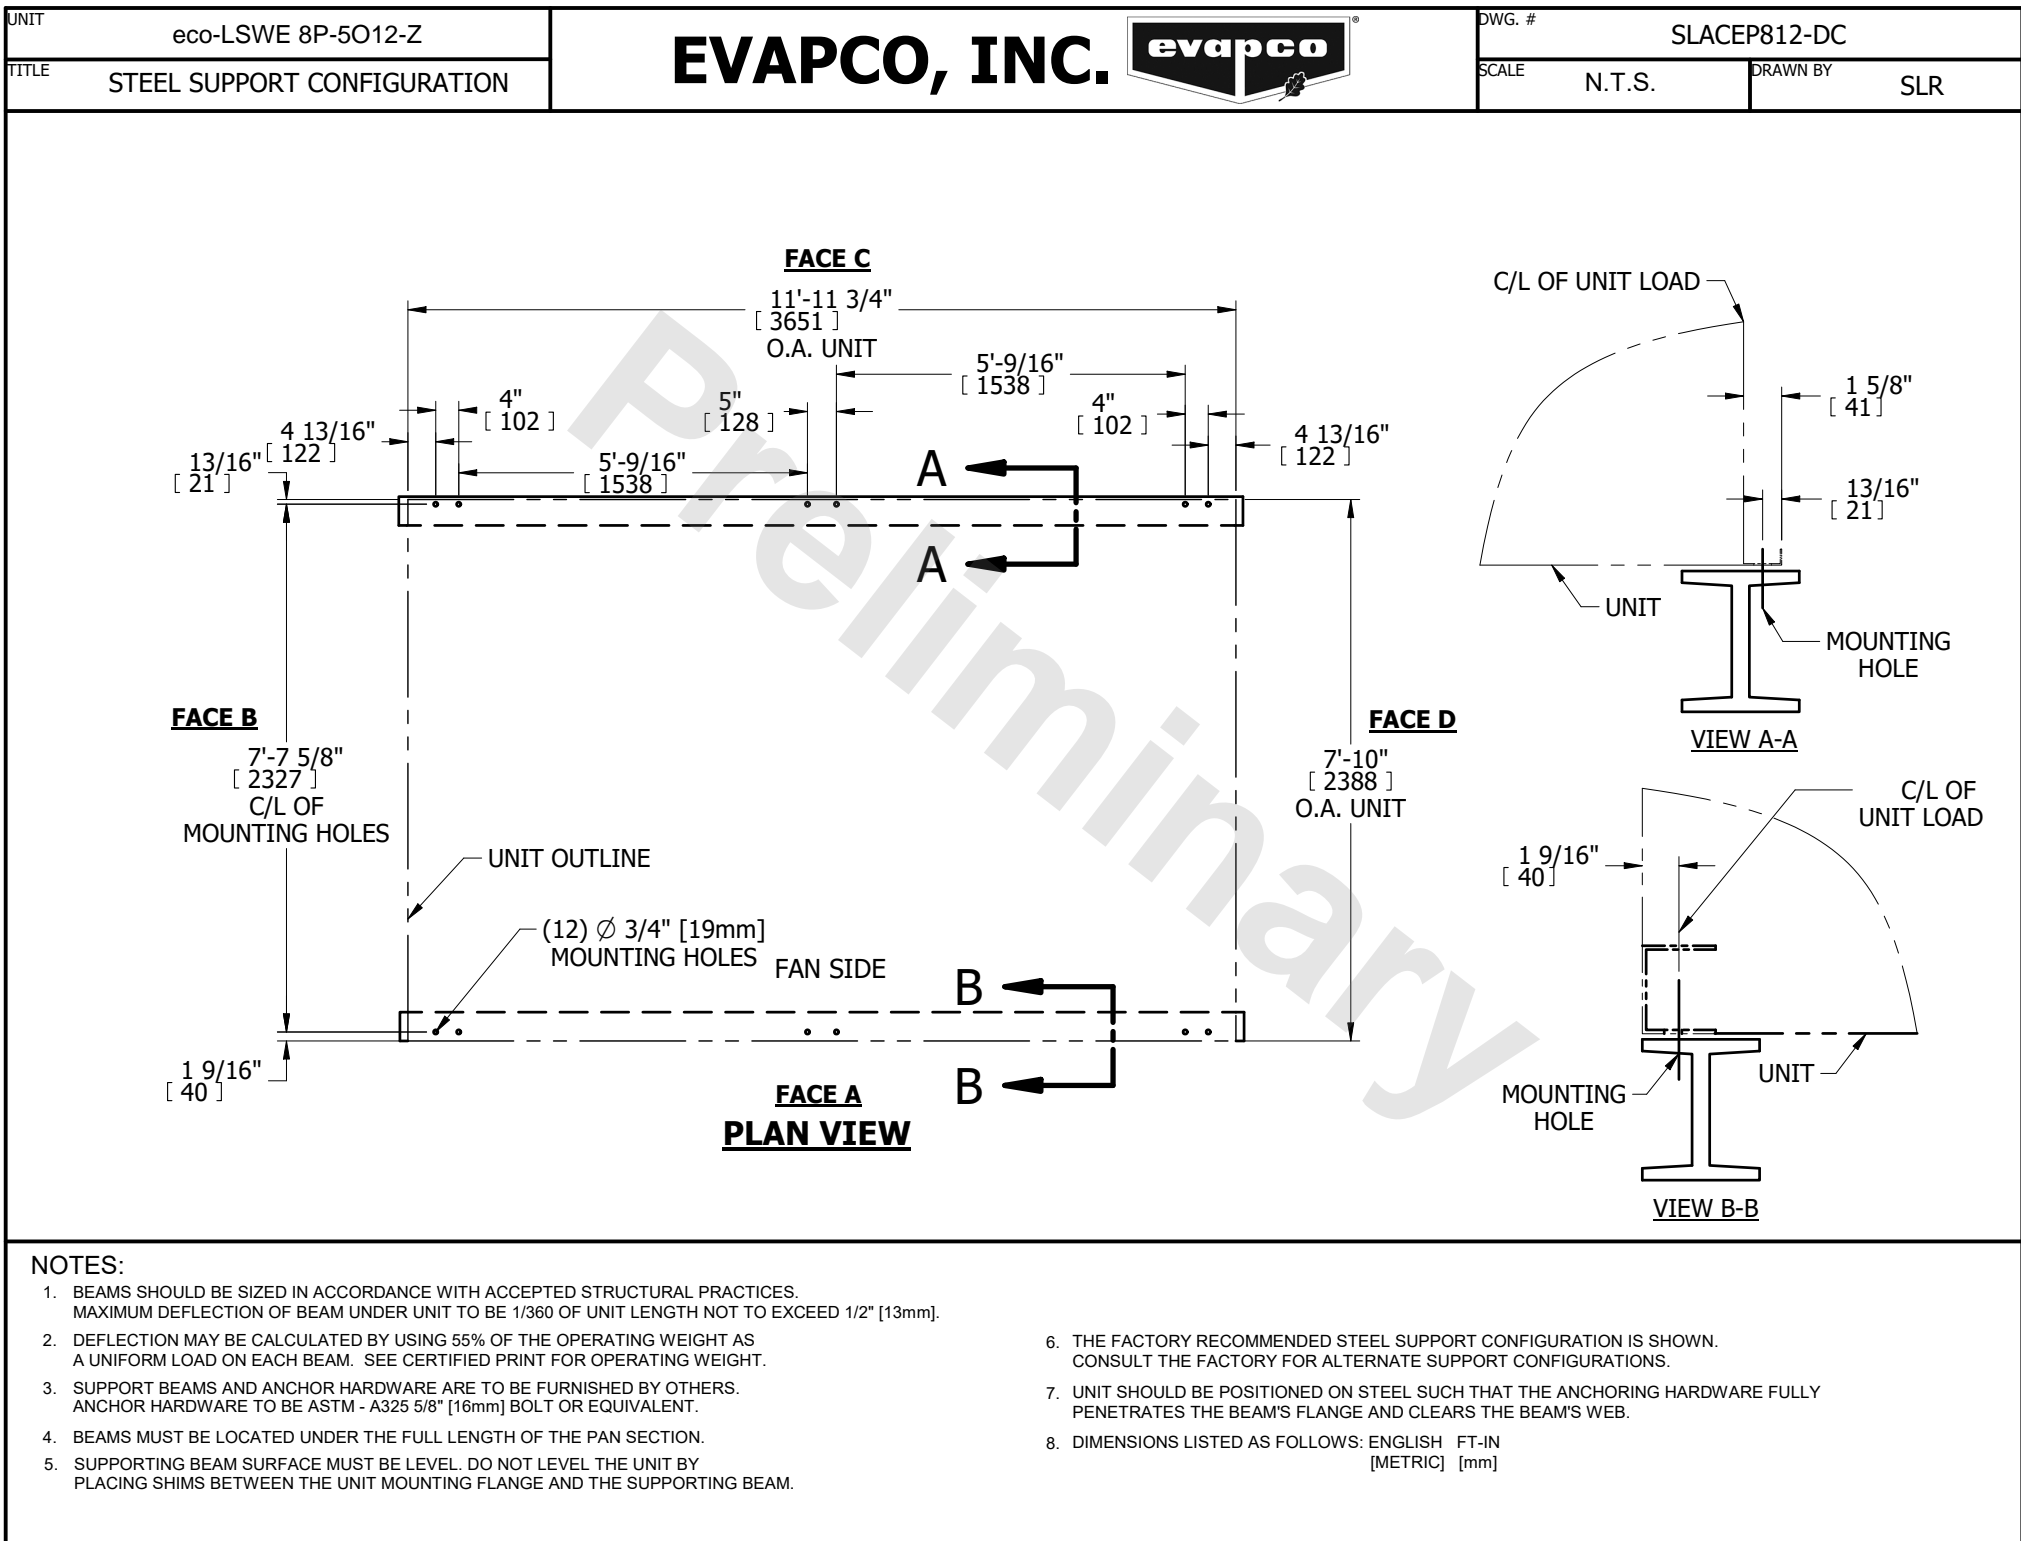 UNIT
eco-LSWE 8P-5O12-Z
TITLE
STEEL SUPPORT CONFIGURATION
EVAPCO, INC.
evapco
®
DWG. #
SLACEP812-DC
SCALE
N.T.S.
DRAWN BY
SLR
FACE C
11'-11 3/4"
[ 3651 ]
O.A. UNIT
5'-9/16"
[ 1538 ]
4"
[ 102 ]
5"
[ 128 ]
4"
[ 102 ]
4 13/16"
[ 122 ]
4 13/16"
[ 122 ]
13/16"
[ 21 ]
5'-9/16"
[ 1538 ]
A
A
FACE B
7'-7 5/8"
[ 2327 ]
C/L OF
MOUNTING HOLES
FACE D
7'-10"
[ 2388 ]
O.A. UNIT
UNIT OUTLINE
(12) Ø 3/4" [19mm]
MOUNTING HOLES
FAN SIDE
B
B
1 9/16"
[ 40 ]
FACE A
PLAN VIEW
C/L OF UNIT LOAD
1 5/8"
[ 41 ]
13/16"
[ 21 ]
UNIT
MOUNTING
HOLE
VIEW A-A
C/L OF
UNIT LOAD
1 9/16"
[ 40 ]
UNIT
MOUNTING
HOLE
VIEW B-B
Preliminary
NOTES:
1. BEAMS SHOULD BE SIZED IN ACCORDANCE WITH ACCEPTED STRUCTURAL PRACTICES.
MAXIMUM DEFLECTION OF BEAM UNDER UNIT TO BE 1/360 OF UNIT LENGTH NOT TO EXCEED 1/2" [13mm].
2. DEFLECTION MAY BE CALCULATED BY USING 55% OF THE OPERATING WEIGHT AS
A UNIFORM LOAD ON EACH BEAM. SEE CERTIFIED PRINT FOR OPERATING WEIGHT.
3. SUPPORT BEAMS AND ANCHOR HARDWARE ARE TO BE FURNISHED BY OTHERS.
ANCHOR HARDWARE TO BE ASTM - A325 5/8" [16mm] BOLT OR EQUIVALENT.
4. BEAMS MUST BE LOCATED UNDER THE FULL LENGTH OF THE PAN SECTION.
5. SUPPORTING BEAM SURFACE MUST BE LEVEL. DO NOT LEVEL THE UNIT BY
PLACING SHIMS BETWEEN THE UNIT MOUNTING FLANGE AND THE SUPPORTING BEAM.
6. THE FACTORY RECOMMENDED STEEL SUPPORT CONFIGURATION IS SHOWN.
CONSULT THE FACTORY FOR ALTERNATE SUPPORT CONFIGURATIONS.
7. UNIT SHOULD BE POSITIONED ON STEEL SUCH THAT THE ANCHORING HARDWARE FULLY
PENETRATES THE BEAM'S FLANGE AND CLEARS THE BEAM'S WEB.
8. DIMENSIONS LISTED AS FOLLOWS: ENGLISH FT-IN
[METRIC] [mm]